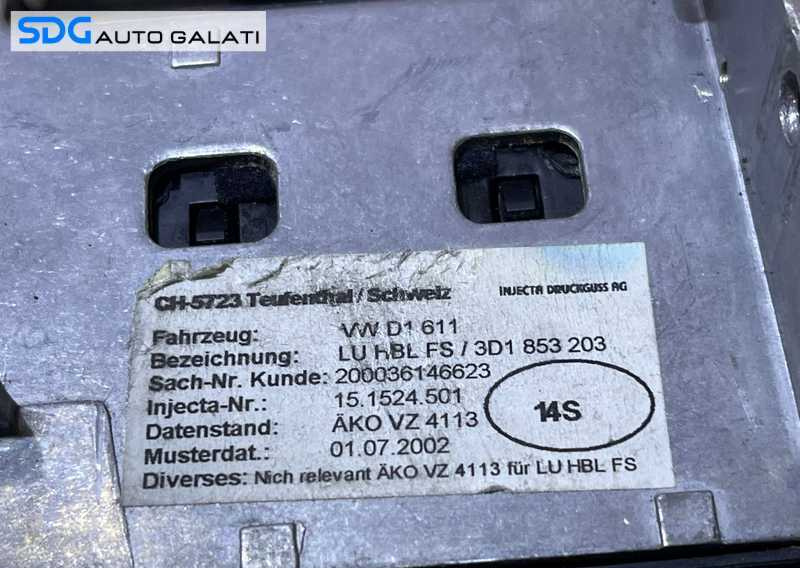 SDG AUTO GALATI
CH-5723 Teufenthal / Schweiz INJECTA DRUCKGUSS AG
Fahrzeug: VW D1 611
Bezeichnung: LU HBL FS / 3D1 853 203
Sach-Nr. Kunde: 200036146623
Injecta-Nr.: 15.1524.501
Datenstand: ÄKO VZ 4113
14S
Musterdat.: 01.07.2002
Diverses: Nich relevant ÄKO VZ 4113 für LU HBL FS